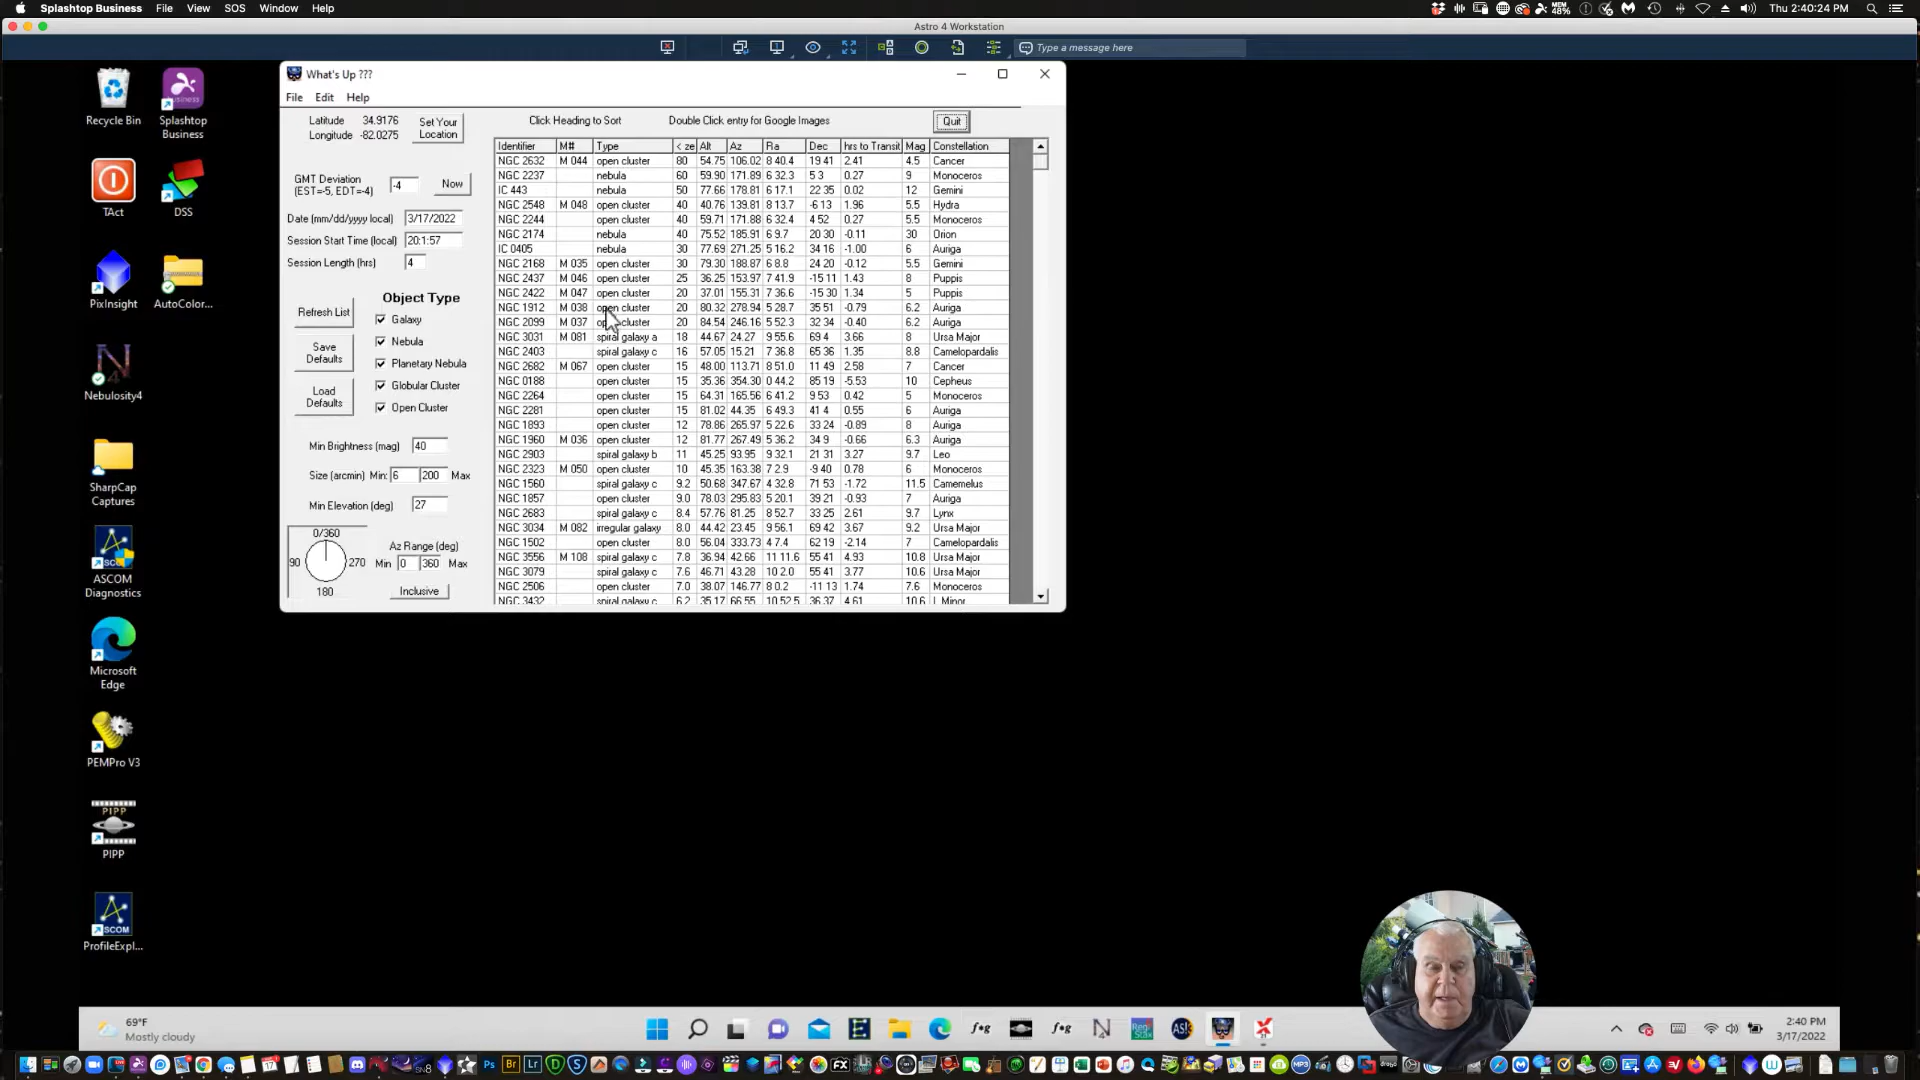 Splashtop Business File View SOS Window Help
MEM 48%
Thu 2:40:24 PM
Astro 4 Workstation
Type a message here
What's Up ???
File Edit Help
Latitude 34.9176
Longitude -82.0275
Set Your Location
Click Heading to Sort
Double Click entry for Google Images
Quit
GMT Deviation
(EST=-5, EDT=-4)
-4
Now
Date (mm/dd/yyyy local) 3/17/2022
Session Start Time (local) 20:1:57
Session Length (hrs) 4
Refresh List
Save Defaults
Load Defaults
Object Type
Galaxy
Nebula
Planetary Nebula
Globular Cluster
Open Cluster
Min Brightness (mag) 40
Size (arcmin) Min: 6 200 Max
Min Elevation (deg) 27
0/360
90 270
180
Az Range (deg)
Min 0 360 Max
Inclusive
Identifier M# Type < ze Alt Az Ra Dec hrs to Transit Mag Constellation
NGC 2632 M 044 open cluster 80 54.75 106.02 8 40.4 19 41 2.41 4.5 Cancer
NGC 2237 nebula 60 59.90 171.89 6 32.3 5 3 0.27 9 Monoceros
IC 443 nebula 50 77.66 178.81 6 17.1 22 35 0.02 12 Gemini
NGC 2548 M 048 open cluster 40 40.76 139.81 8 13.7 -6 13 1.96 5.5 Hydra
NGC 2244 open cluster 40 59.71 171.88 6 32.4 4 52 0.27 5.5 Monoceros
NGC 2174 nebula 40 75.52 185.91 6 9.7 20 30 -0.11 30 Orion
IC 0405 nebula 30 77.69 271.25 5 16.2 34 16 -1.00 6 Auriga
NGC 2168 M 035 open cluster 30 79.30 188.87 6 8.8 24 20 -0.12 5.5 Gemini
NGC 2437 M 046 open cluster 25 36.25 153.97 7 41.9 -15 11 1.43 8 Puppis
NGC 2422 M 047 open cluster 20 37.01 155.31 7 36.6 -15 30 1.34 5 Puppis
NGC 1912 M 038 open cluster 20 80.32 278.94 5 28.7 35 51 -0.79 6.2 Auriga
NGC 2099 M 037 open cluster 20 84.54 246.16 5 52.3 32 34 -0.40 6.2 Auriga
NGC 3031 M 081 spiral galaxy a 18 44.67 24.27 9 55.6 69 4 3.66 8 Ursa Major
NGC 2403 spiral galaxy c 16 57.05 15.21 7 36.8 65 36 1.35 8.8 Camelopardalis
NGC 2682 M 067 open cluster 15 48.00 113.71 8 51.0 11 49 2.58 7 Cancer
NGC 0188 open cluster 15 35.36 354.30 0 44.2 85 19 -5.53 10 Cepheus
NGC 2264 open cluster 15 64.31 165.56 6 41.2 9 53 0.42 5 Monoceros
NGC 2281 open cluster 15 81.02 44.35 6 49.3 41 4 0.55 6 Auriga
NGC 1893 open cluster 12 78.86 265.97 5 22.6 33 24 -0.89 8 Auriga
NGC 1960 M 036 open cluster 12 81.77 267.49 5 36.2 34 9 -0.66 6.3 Auriga
NGC 2903 spiral galaxy b 11 45.25 93.95 9 32.1 21 31 3.27 9.7 Leo
NGC 2323 M 050 open cluster 10 45.35 163.38 7 2.9 -9 40 0.78 6 Monoceros
NGC 1560 spiral galaxy c 9.2 50.68 347.67 4 32.8 71 53 -1.72 11.5 Camemelus
NGC 1857 open cluster 9.0 78.03 295.83 5 20.1 39 21 -0.93 7 Auriga
NGC 2683 spiral galaxy c 8.4 57.76 81.25 8 52.7 33 25 2.61 9.7 Lynx
NGC 3034 M 082 irregular galaxy 8.0 44.42 23.45 9 56.1 69 42 3.67 9.2 Ursa Major
NGC 1502 open cluster 8.0 56.04 333.73 4 7.4 62 19 -2.14 7 Camelopardalis
NGC 3556 M 108 spiral galaxy c 7.8 36.94 42.66 11 11.6 55 41 4.93 10.8 Ursa Major
NGC 3079 spiral galaxy c 7.6 46.71 43.28 10 2.0 55 41 3.77 10.6 Ursa Major
NGC 2506 open cluster 7.0 38.07 146.77 8 0.2 -11 13 1.74 7.6 Monoceros
NGC 3432 spiral galaxy c 6.2 35.17 66.55 10 52.5 36 37 4.61 10.6 L Minor
Recycle Bin
Splashtop Business
TAct
DSS
PixInsight
AutoColor...
Nebulosity4
SharpCap Captures
ASCOM Diagnostics
Microsoft Edge
PEMPro V3
PIPP
PIPP
ProfileExpl...
69°F
Mostly cloudy
2:40 PM
3/17/2022